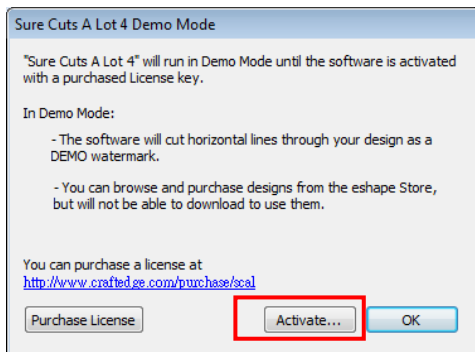 Sure Cuts A Lot 4 Demo Mode
"Sure Cuts A Lot 4" will run in Demo Mode until the software is activated
with a purchased License key.
In Demo Mode:
- The software will cut horizontal lines through your design as a
DEMO watermark.
- You can browse and purchase designs from the eshape Store,
but will not be able to download to use them.
You can purchase a license at
http://www.craftedge.com/purchase/scal
Purchase License
Activate...
OK